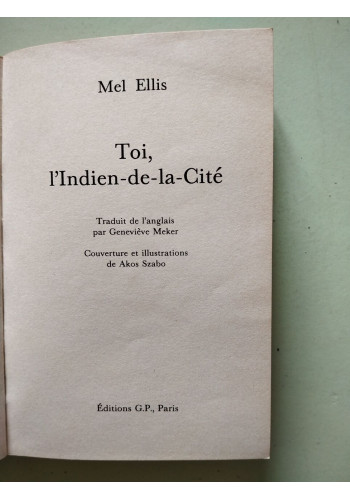 Mel Ellis
Toi,
l'Indien-de-la-Cité
Traduit de l'anglais
par Geneviève Meker
Couverture et illustrations
de Akos Szabo
Éditions G.P., Paris